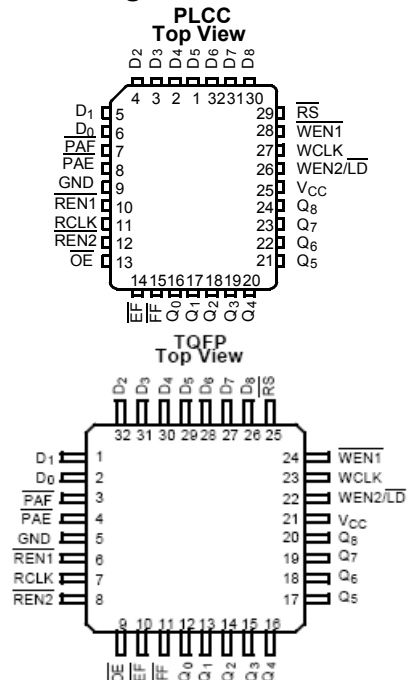 PLCC
Top View
D2 D3 D4 D5 D6 D7 D8
4 3 2 1 32 31 30
D1 5
D0 6
PAF 7
PAE 8
GND 9
REN1 10
RCLK 11
REN2 12
OE 13
29 RS
28 WEN1
27 WCLK
26 WEN2/LD
25 VCC
24 Q8
23 Q7
22 Q6
21 Q5
14 15 16 17 18 19 20
EF FF Q0 Q1 Q2 Q3 Q4
TQFP
Top View
D2 D3 D4 D5 D6 D7 D8 RS
32 31 30 29 28 27 26 25
D1 1
D0 2
PAF 3
PAE 4
GND 5
REN1 6
RCLK 7
REN2 8
24 WEN1
23 WCLK
22 WEN2/LD
21 VCC
20 Q8
19 Q7
18 Q6
17 Q5
9 10 11 12 13 14 15 16
OE EF FF Q0 Q1 Q2 Q3 Q4